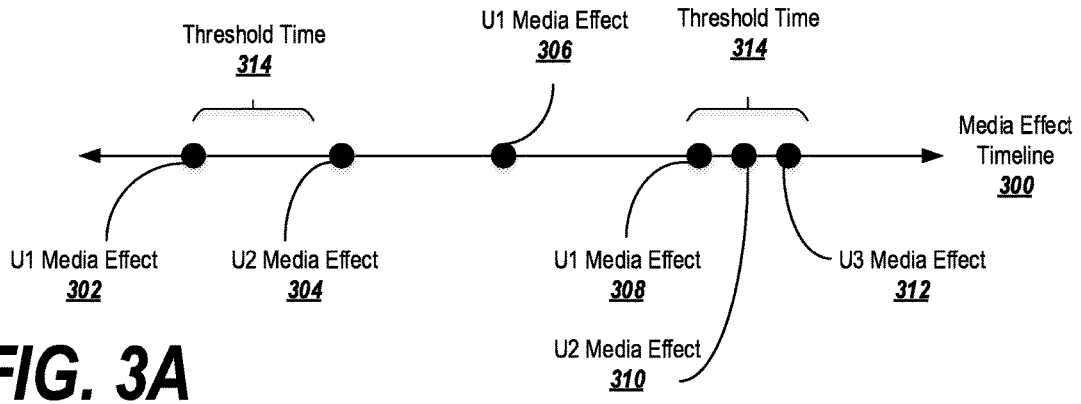 U1 Media Effect
306
Threshold Time
314
Threshold Time
314
Media Effect
Timeline
300
U1 Media Effect
302
U2 Media Effect
304
U1 Media Effect
308
U3 Media Effect
312
U2 Media Effect
310
FIG. 3A